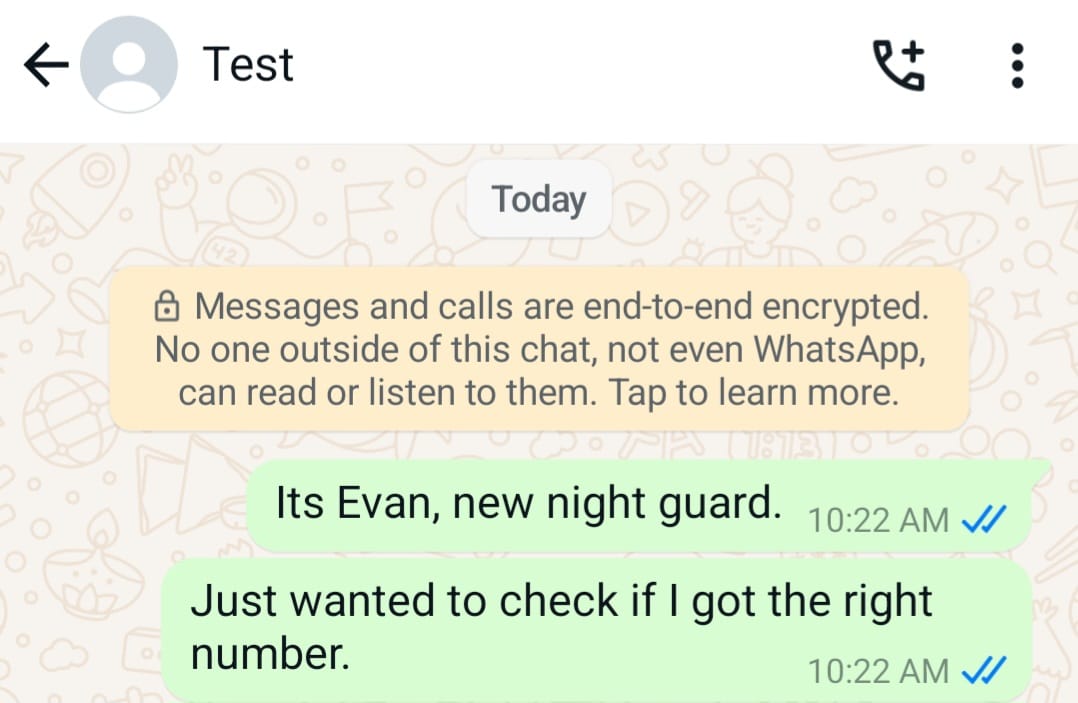 Test
Today
Messages and calls are end-to-end encrypted.
No one outside of this chat, not even WhatsApp,
can read or listen to them. Tap to learn more.
Its Evan, new night guard. 10:22 AM
Just wanted to check if I got the right
number. 10:22 AM